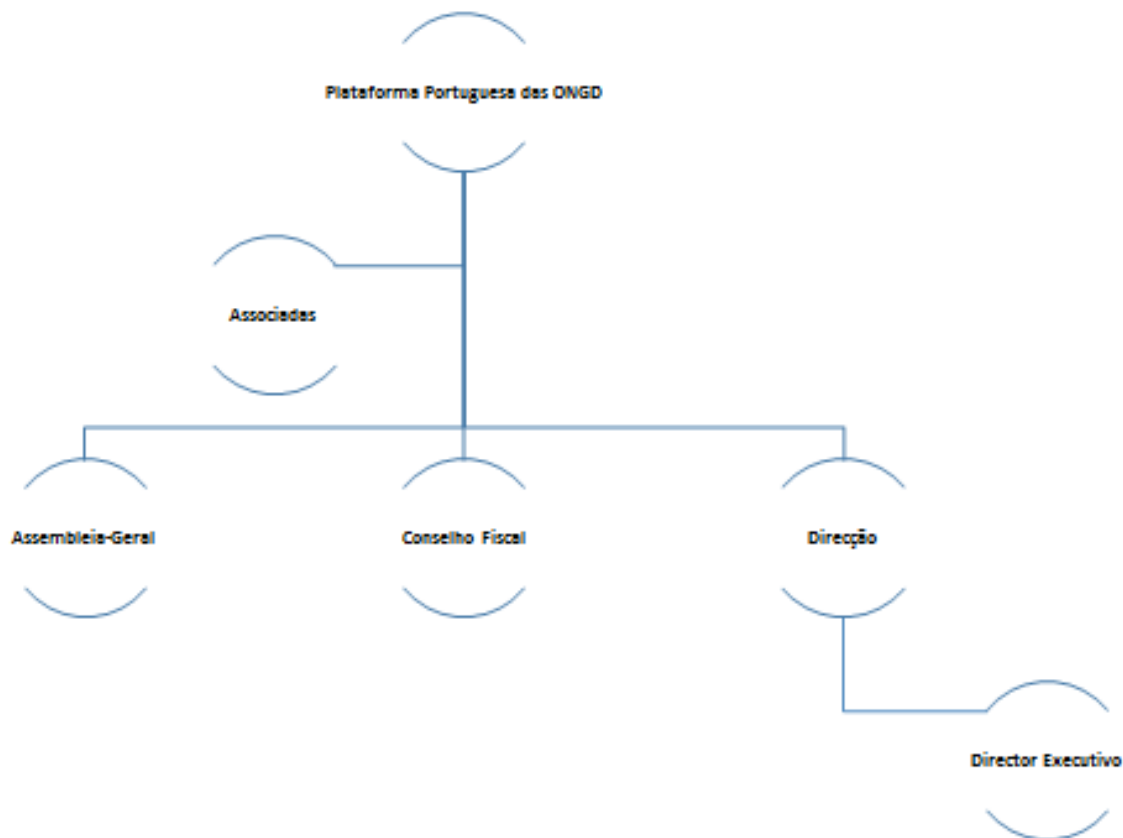 Plataforma Portuguesa das ONGD
Associadas
Assembleia-Geral
Conselho Fiscal
Direcção
Director Executivo